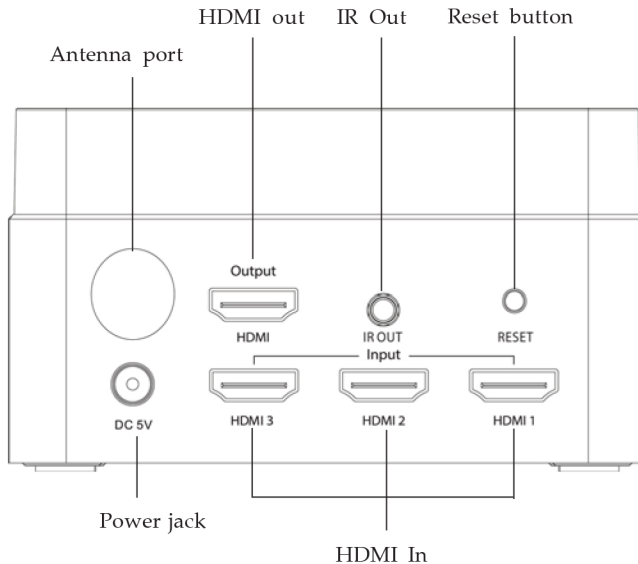 HDMI out IR Out Reset button
Antenna port
Output
HDMI IR OUT RESET
Input
DC 5V HDMI 3 HDMI 2 HDMI 1
Power jack
HDMI In